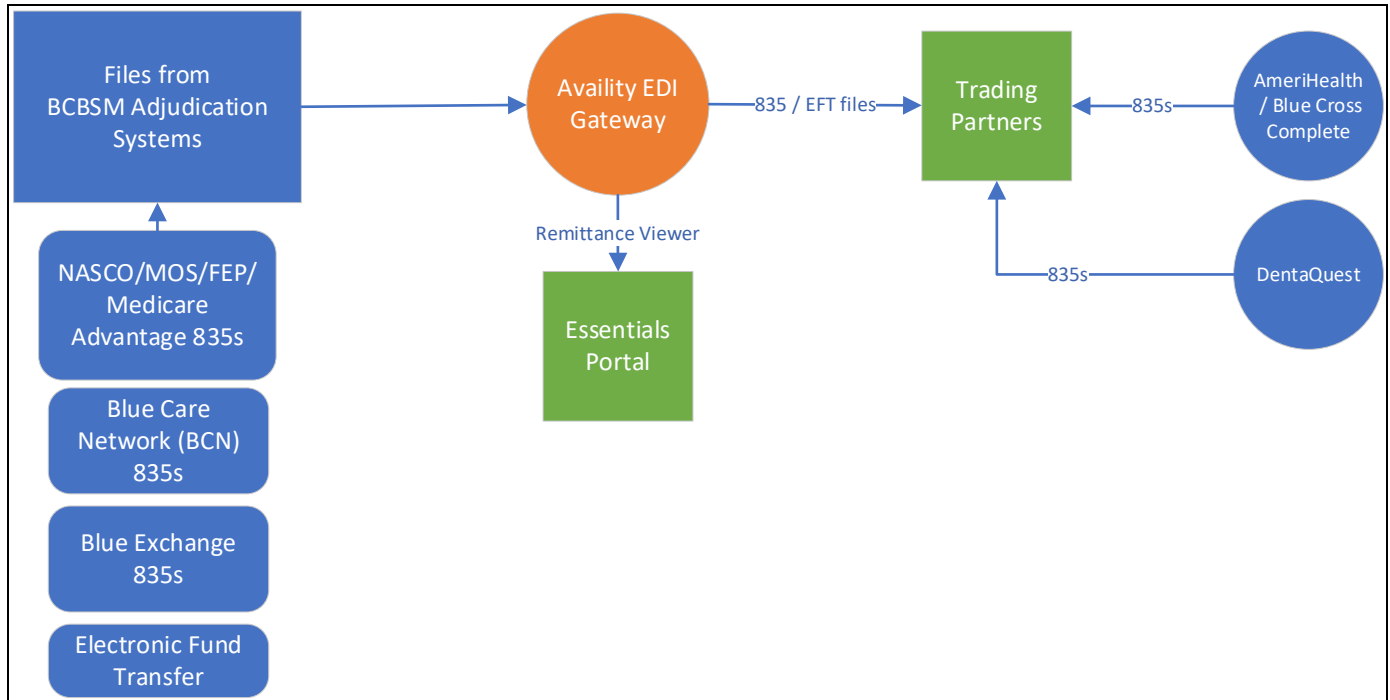 Files from
BCBSM Adjudication
Systems
Availity EDI
Gateway
835 / EFT files
Trading
Partners
835s
AmeriHealth
/ Blue Cross
Complete
Remittance Viewer
NASCO/MOS/FEP/
Medicare
Advantage 835s
835s
DentaQuest
Essentials
Portal
Blue Care
Network (BCN)
835s
Blue Exchange
835s
Electronic Fund
Transfer